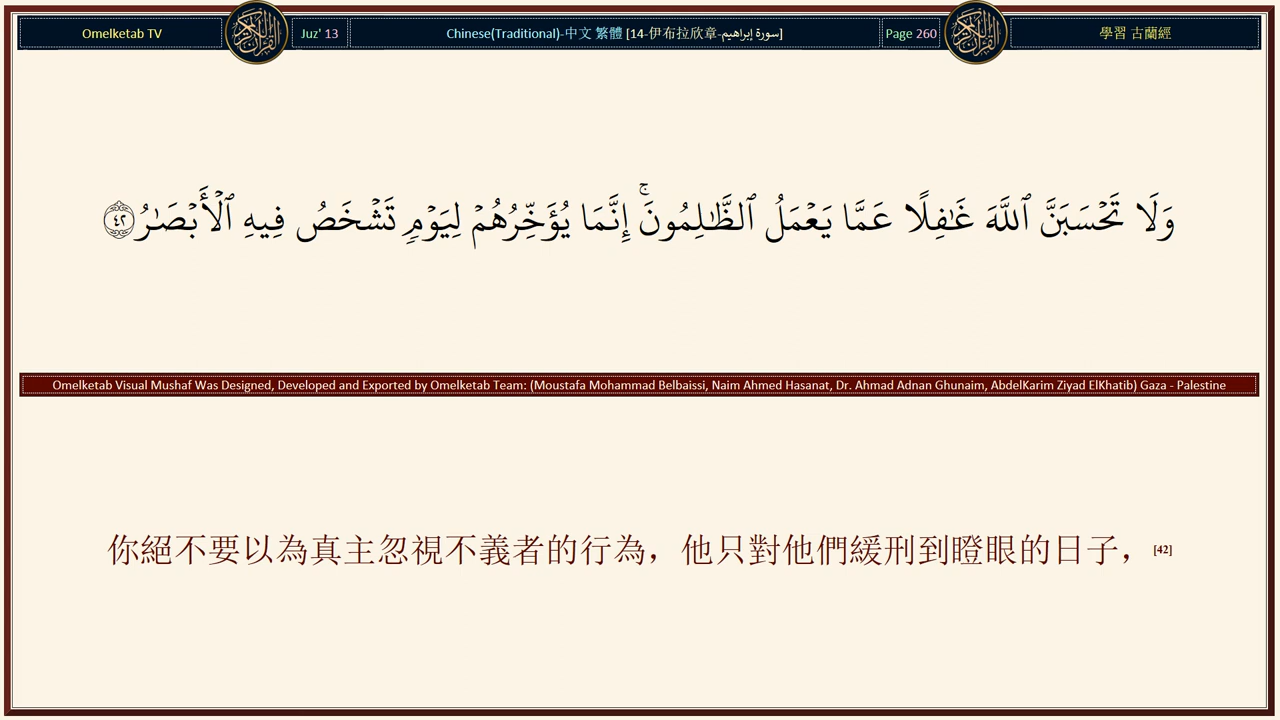 Omelketab TV Juz' 13 Chinese(Traditional)-中文 繁體 [14-伊布拉欣章-سورة إبراهيم] Page 260 學習 古蘭經
وَلَا تَحۡسَبَنَّ ٱللَّهَ غَٰفِلًا عَمَّا يَعۡمَلُ ٱلظَّٰلِمُونَۚ إِنَّمَا يُؤَخِّرُهُمۡ لِيَوۡمٖ تَشۡخَصُ فِيهِ ٱلۡأَبۡصَٰرُ ٤٢
Omelketab Visual Mushaf Was Designed, Developed and Exported by Omelketab Team: (Moustafa Mohammad Belbaissi, Naim Ahmed Hasanat, Dr. Ahmad Adnan Ghunaim, AbdelKarim Ziyad ElKhatib) Gaza - Palestine
你絕不要以為真主忽視不義者的行為，他只對他們緩刑到瞪眼的日子， [42]